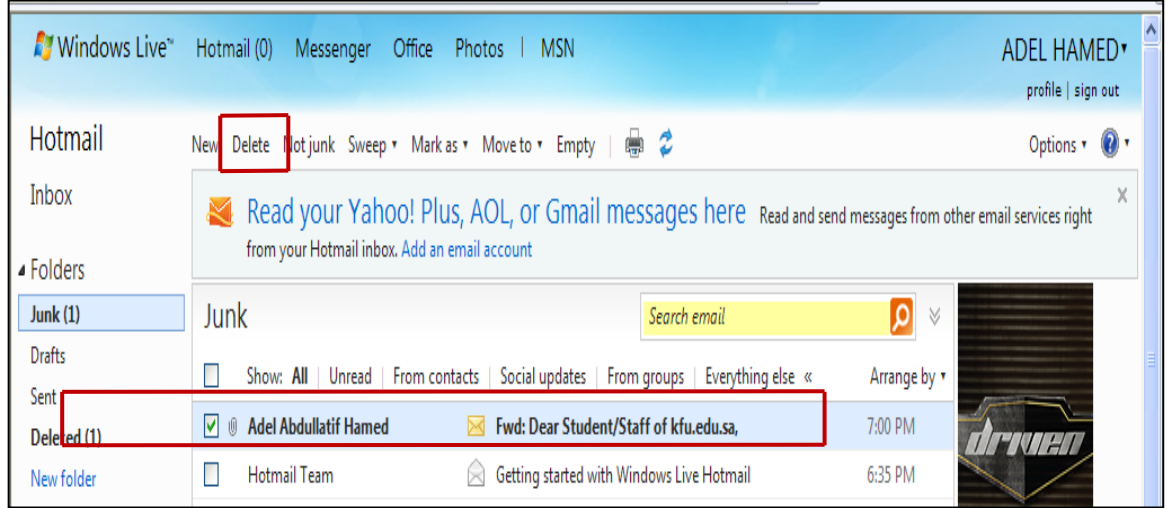 Windows Live™ Hotmail (0) Messenger Office Photos | MSN ADEL HAMED
profile | sign out
Hotmail New Delete Not junk Sweep Mark as Move to Empty | Options
Inbox
Read your Yahoo! Plus, AOL, or Gmail messages here Read and send messages from other email services right
from your Hotmail inbox. Add an email account
Folders
Junk (1)
Drafts
Sent
Deleted (1)
New folder
Junk Search email
Show: All | Unread | From contacts | Social updates | From groups | Everything else « Arrange by
Adel Abdullatif Hamed Fwd: Dear Student/Staff of kfu.edu.sa, 7:00 PM
Hotmail Team Getting started with Windows Live Hotmail 6:35 PM
driven